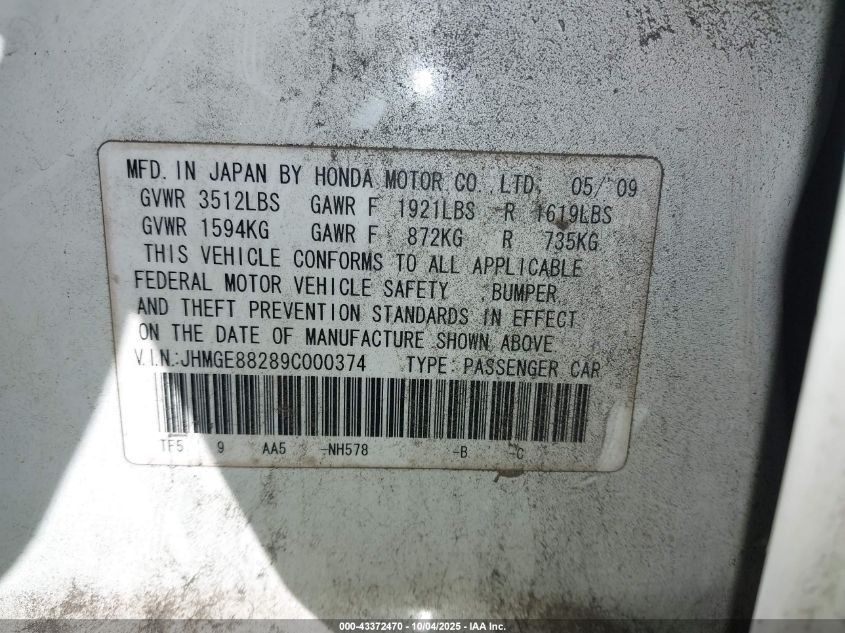 MFD. IN JAPAN BY HONDA MOTOR CO., LTD. 05/ 09
GVWR 3512LBS GAWR F 1921LBS R 1619LBS
GVWR 1594KG GAWR F 872KG R 735KG
THIS VEHICLE CONFORMS TO ALL APPLICABLE
FEDERAL MOTOR VEHICLE SAFETY , BUMPER,
AND THEFT PREVENTION STANDARDS IN EFFECT
ON THE DATE OF MANUFACTURE SHOWN ABOVE
V.I.N.:JHMGE88289C000374 TYPE: PASSENGER CAR
TF5 9 AA5 -NH578 -B -C
000-43372470 - 10/04/2025 - IAA Inc.